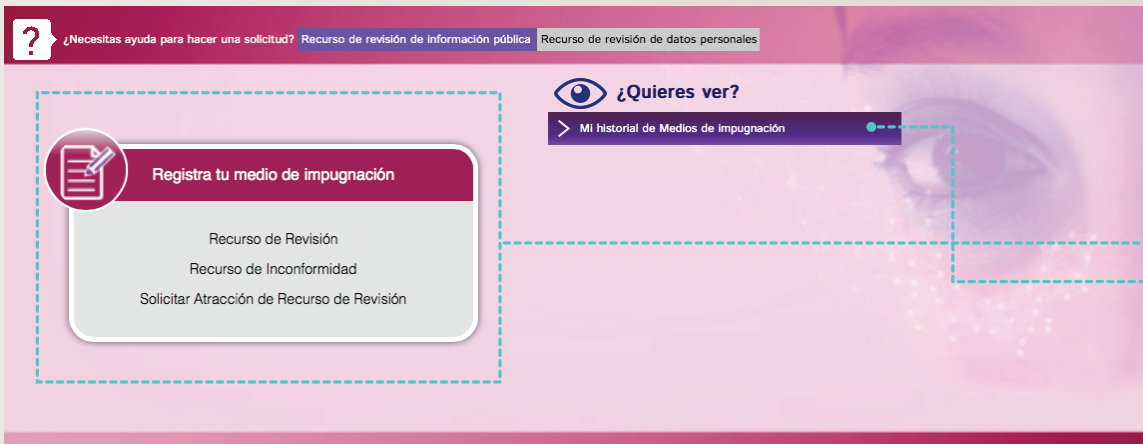 ¿Necesitas ayuda para hacer una solicitud? Recurso de revisión de información pública Recurso de revisión de datos personales
¿Quieres ver?
Mi historial de Medios de impugnación
Registra tu medio de impugnación
Recurso de Revisión
Recurso de Inconformidad
Solicitar Atracción de Recurso de Revisión